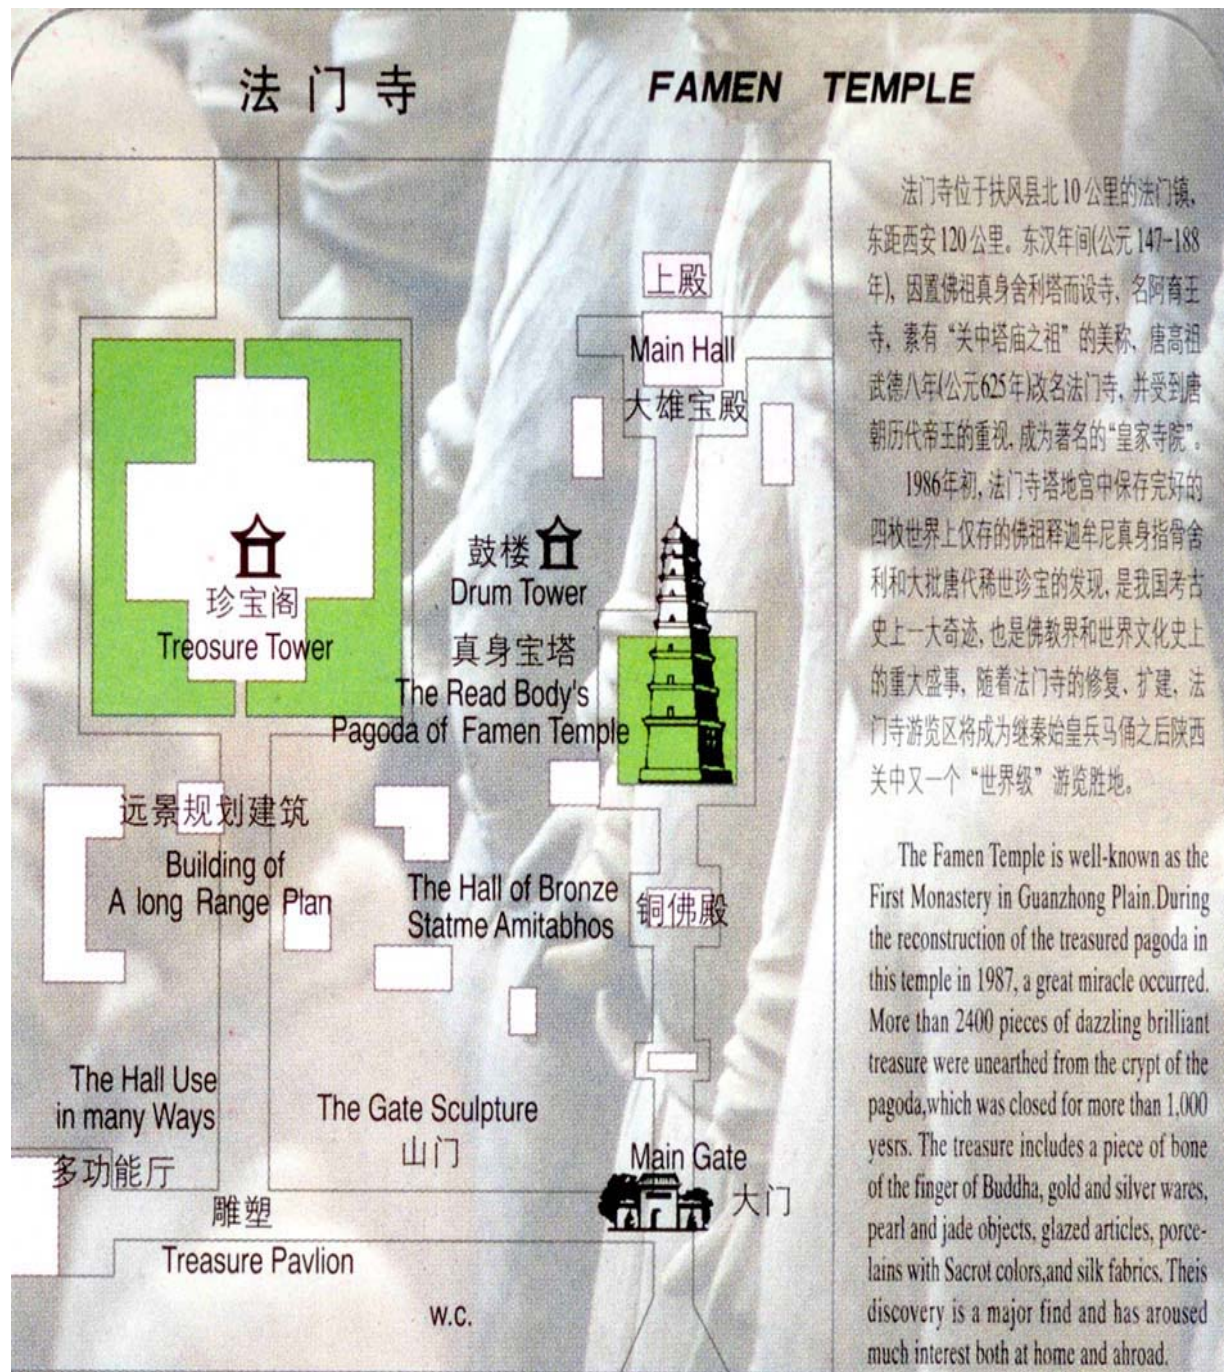 法门寺 FAMEN TEMPLE
法门寺位于扶风县北10公里的法门镇,
东距西安120公里。东汉年间(公元147-188
年), 因置佛祖真身舍利塔而设寺, 名阿育王
寺, 素有“关中塔庙之祖”的美称, 唐高祖
武德八年(公元625年)改名法门寺, 并受到唐
朝历代帝王的重视, 成为著名的“皇家寺院”。
1986年初, 法门寺塔地宫中保存完好的
四枚世界上仅存的佛祖释迦牟尼真身指骨舍
利和大批唐代稀世珍宝的发现, 是我国考古
史上一大奇迹, 也是佛教界和世界文化史上
的重大盛事, 随着法门寺的修复、扩建, 法
门寺游览区将成为继秦始皇兵马俑之后陕西
关中又一个“世界级”游览胜地。
The Famen Temple is well-known as the
First Monastery in Guanzhong Plain.During
the reconstruction of the treasured pagoda in
this temple in 1987, a great miracle occurred.
More than 2400 pieces of dazzling brilliant
treasure were unearthed from the crypt of the
pagoda,which was closed for more than 1,000
yesrs. The treasure includes a piece of bone
of the finger of Buddha, gold and silver wares,
pearl and jade objects, glazed articles, porce-
lains with Sacrot colors,and silk fabrics. Theis
discovery is a major find and has aroused
much interest both at home and ahroad.
上殿
Main Hall
大雄宝殿
鼓楼
Drum Tower
珍宝阁
Treosure Tower
真身宝塔
The Read Body's
Pagoda of Famen Temple
远景规划建筑
Building of
A long Range Plan
The Hall of Bronze
Statme Amitabhos
铜佛殿
The Hall Use
in many Ways
多功能厅
The Gate Sculpture
山门
Main Gate
大门
雕塑
Treasure Pavlion
W.C.